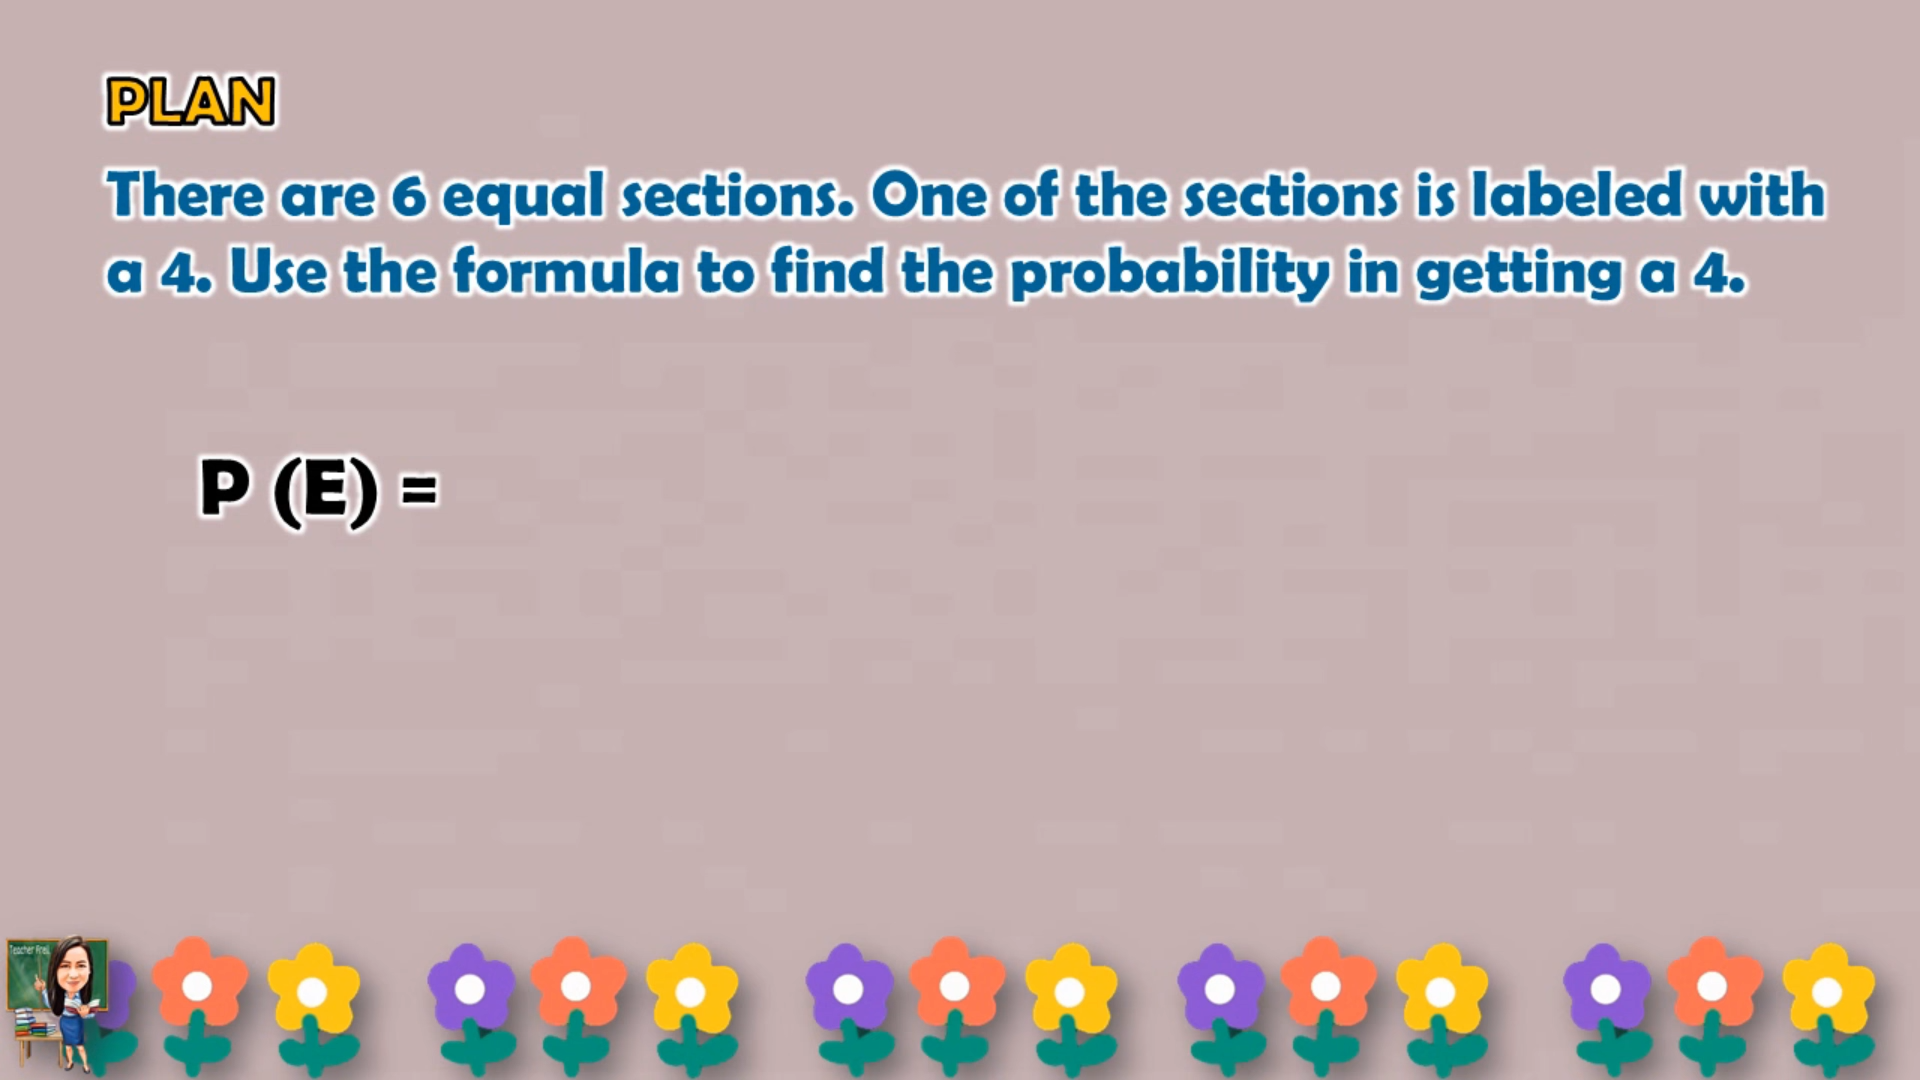 PLAN
There are 6 equal sections. One of the sections is labeled with
a 4. Use the formula to find the probability in getting a 4.
P (E) =